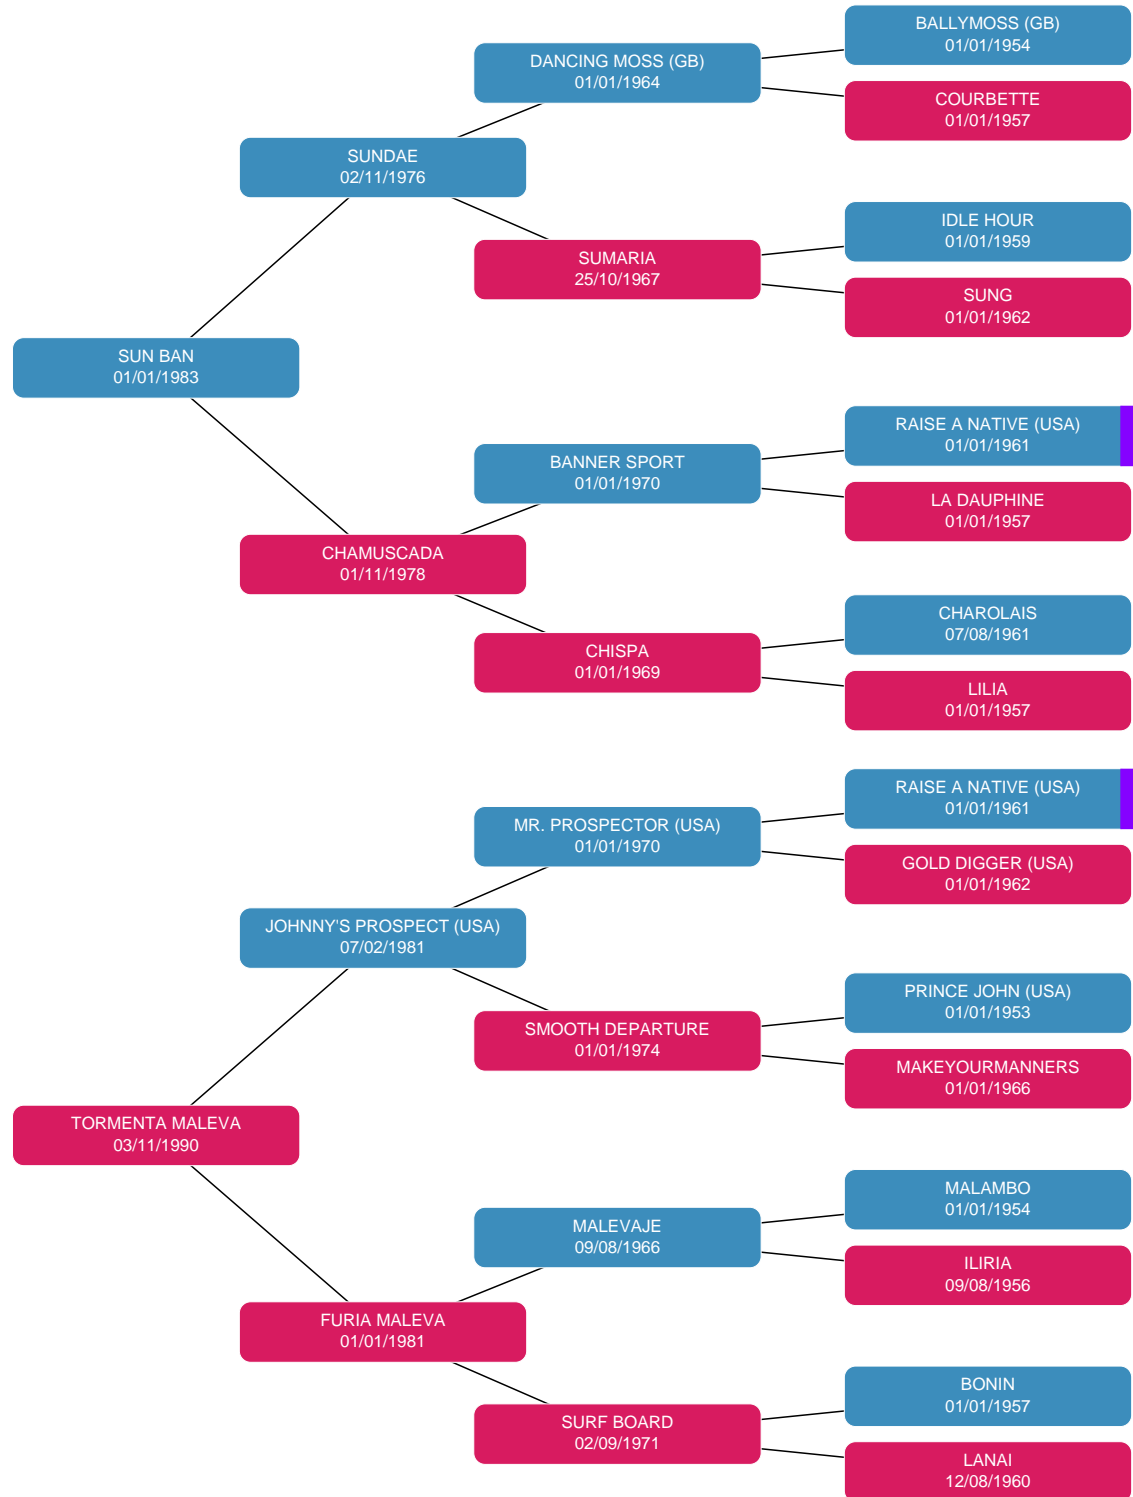 BALLYMOSS (GB)
01/01/1954
DANCING MOSS (GB)
01/01/1964
COURBETTE
01/01/1957
SUNDAE
02/11/1976
IDLE HOUR
01/01/1959
SUMARIA
25/10/1967
SUNG
01/01/1962
SUN BAN
01/01/1983
RAISE A NATIVE (USA)
01/01/1961
BANNER SPORT
01/01/1970
LA DAUPHINE
01/01/1957
CHAMUSCADA
01/11/1978
CHAROLAIS
07/08/1961
CHISPA
01/01/1969
LILIA
01/01/1957
RAISE A NATIVE (USA)
01/01/1961
MR. PROSPECTOR (USA)
01/01/1970
GOLD DIGGER (USA)
01/01/1962
JOHNNY'S PROSPECT (USA)
07/02/1981
PRINCE JOHN (USA)
01/01/1953
SMOOTH DEPARTURE
01/01/1974
MAKEYOURMANNERS
01/01/1966
TORMENTA MALEVA
03/11/1990
MALAMBO
01/01/1954
MALEVAJE
09/08/1966
ILIRIA
09/08/1956
FURIA MALEVA
01/01/1981
BONIN
01/01/1957
SURF BOARD
02/09/1971
LANAI
12/08/1960